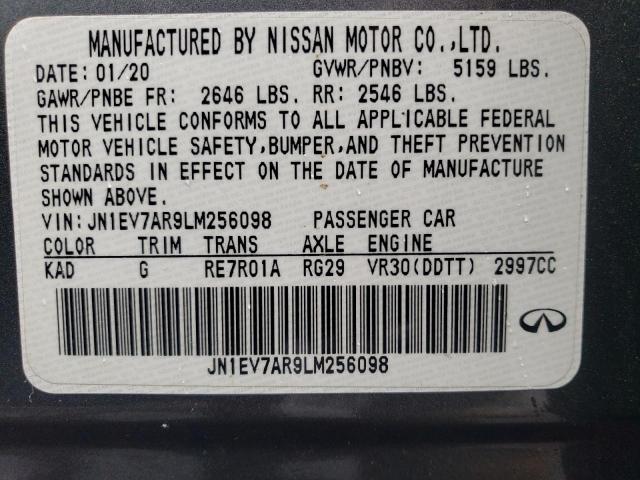 MANUFACTURED BY NISSAN MOTOR CO.,LTD.
DATE: 01/20 GVWR/PNBV: 5159 LBS.
GAWR/PNBE FR: 2646 LBS. RR: 2546 LBS.
THIS VEHICLE CONFORMS TO ALL APPLICABLE FEDERAL
MOTOR VEHICLE SAFETY,BUMPER,AND THEFT PREVENTION
STANDARDS IN EFFECT ON THE DATE OF MANUFACTURE
SHOWN ABOVE.
VIN:JN1EV7AR9LM256098 PASSENGER CAR
COLOR TRIM TRANS AXLE ENGINE
KAD G RE7R01A RG29 VR30(DDTT) 2997CC
JN1EV7AR9LM256098